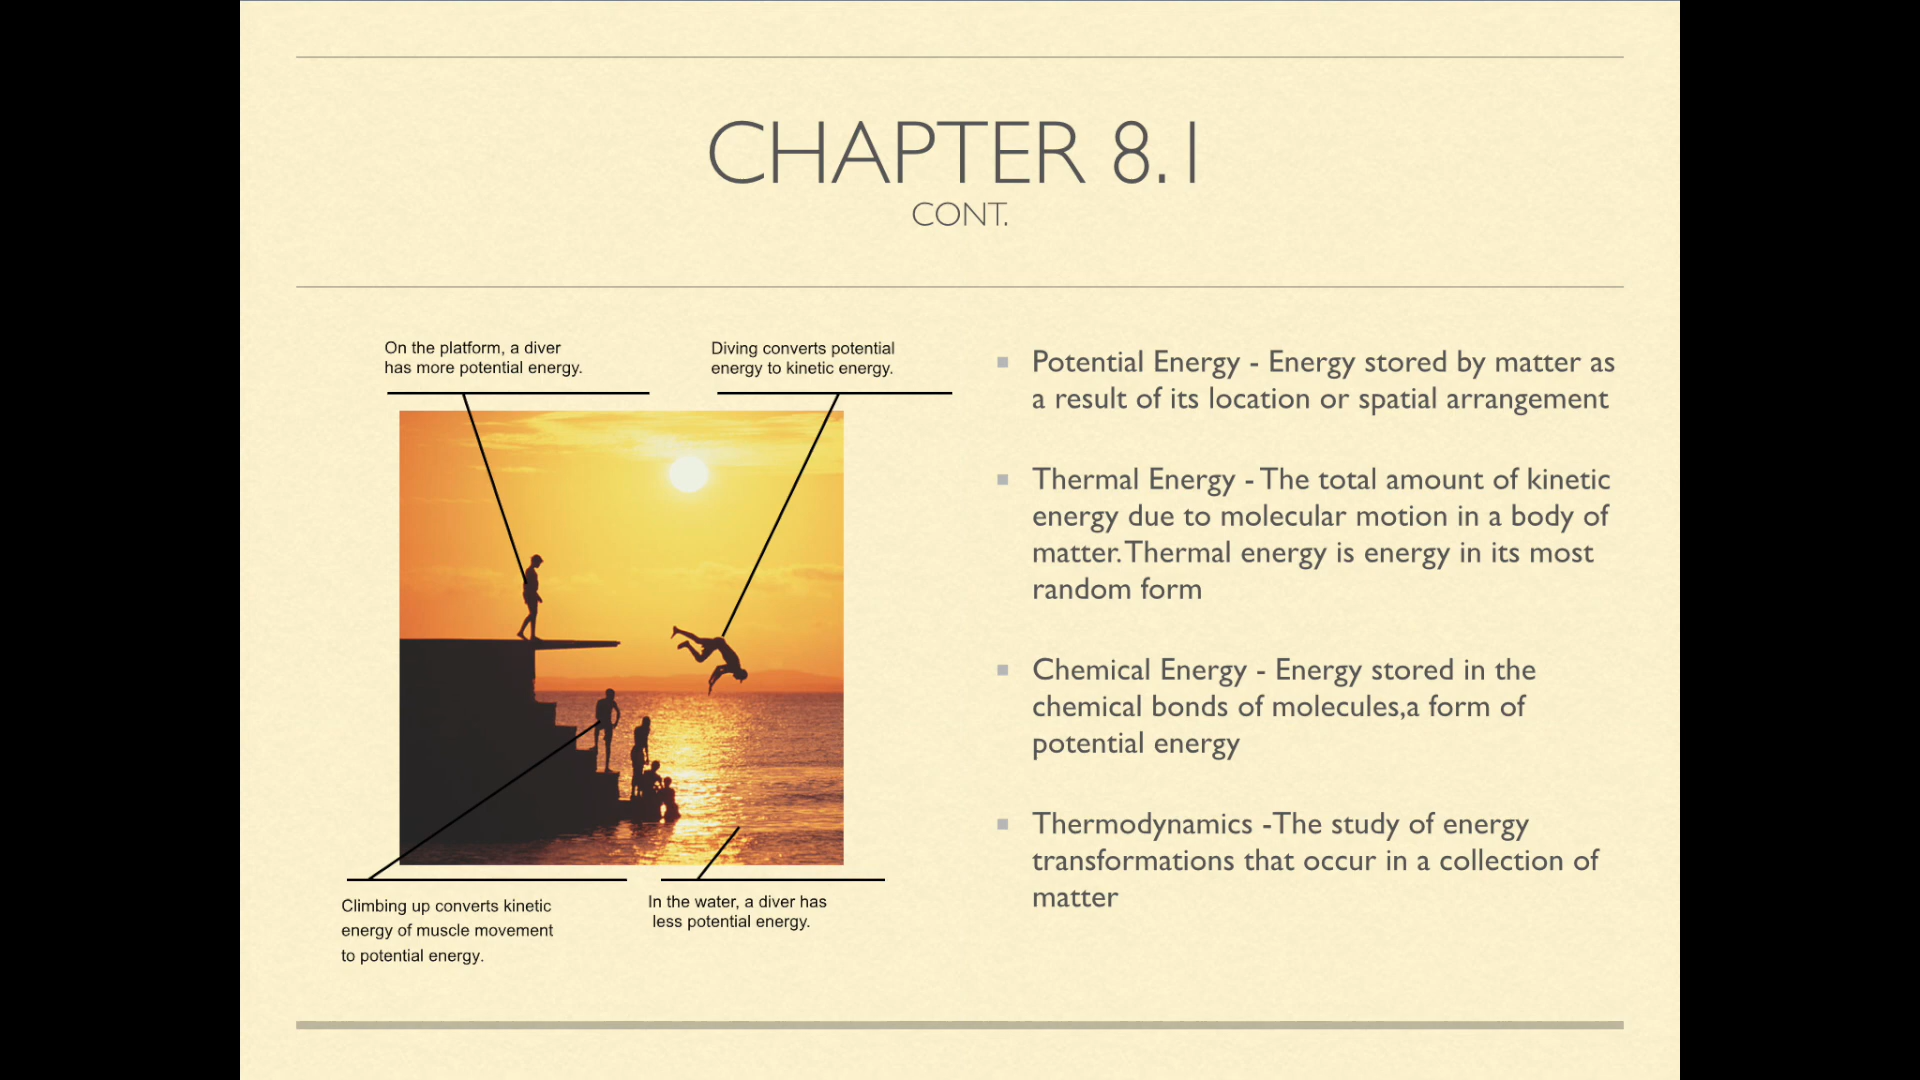 CHAPTER 8.1
CONT.
On the platform, a diver
has more potential energy.
Diving converts potential
energy to kinetic energy.
Climbing up converts kinetic
energy of muscle movement
to potential energy.
In the water, a diver has
less potential energy.
Potential Energy - Energy stored by matter as
a result of its location or spatial arrangement
Thermal Energy - The total amount of kinetic
energy due to molecular motion in a body of
matter. Thermal energy is energy in its most
random form
Chemical Energy - Energy stored in the
chemical bonds of molecules,a form of
potential energy
Thermodynamics -The study of energy
transformations that occur in a collection of
matter